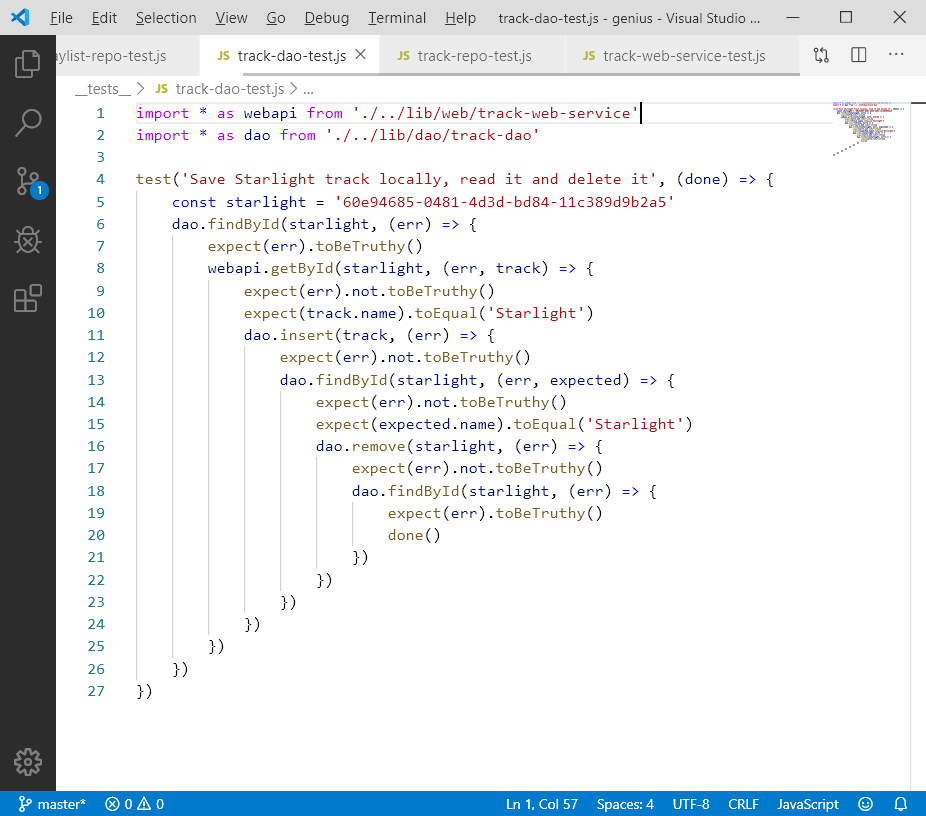 File Edit Selection View Go Debug Terminal Help track-dao-test.js - genius - Visual Studio ...
aylist-repo-test.js JS track-dao-test.js JS track-repo-test.js JS track-web-service-test.js ...
__tests__ > JS track-dao-test.js > ...
1 import * as webapi from './../lib/web/track-web-service'
2 import * as dao from './../lib/dao/track-dao'
3
4 test('Save Starlight track locally, read it and delete it', (done) => {
5     const starlight = '60e94685-0481-4d3d-bd84-11c389d9b2a5'
6     dao.findById(starlight, (err) => {
7         expect(err).toBeTruthy()
8         webapi.getById(starlight, (err, track) => {
9             expect(err).not.toBeTruthy()
10             expect(track.name).toEqual('Starlight')
11             dao.insert(track, (err) => {
12                 expect(err).not.toBeTruthy()
13                 dao.findById(starlight, (err, expected) => {
14                     expect(err).not.toBeTruthy()
15                     expect(expected.name).toEqual('Starlight')
16                     dao.remove(starlight, (err) => {
17                         expect(err).not.toBeTruthy()
18                         dao.findById(starlight, (err) => {
19                             expect(err).toBeTruthy()
20                             done()
21                         })
22                     })
23                 })
24             })
25         })
26     })
27 })
1
master* 0 0 Ln 1, Col 57 Spaces: 4 UTF-8 CRLF JavaScript